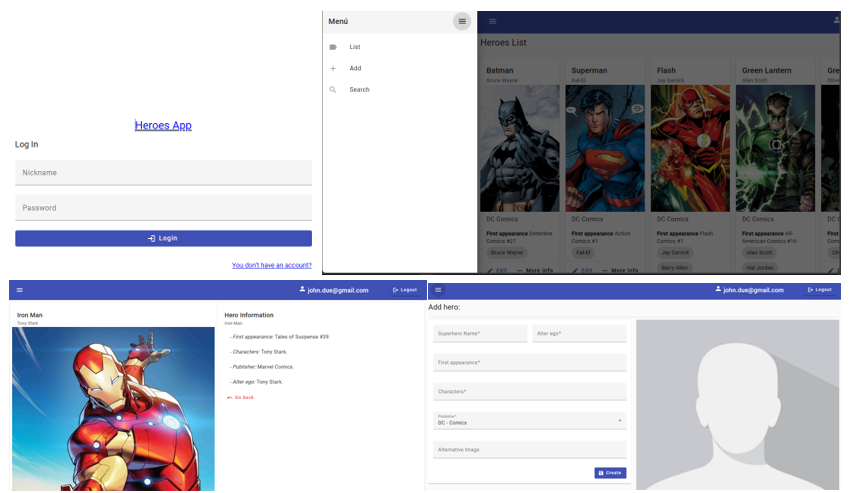 Heroes App
Log In
Nickname
Password
Login
You don't have an account?
Menú
List
Add
Search
Heroes List
Batman
Bruce Wayne
DC Comics
First appearance Detective
Comics #27
Bruce Wayne
Edit
More Info
Superman
Kal-El
DC Comics
First appearance Action
Comics #1
Kal-El
Edit
More Info
Flash
Jay Garrick
DC Comics
First appearance Flash
Comics #1
Jay Garrick
Barry Allen
Green Lantern
Alan Scott
DC Comics
First appearance All-
American Comics #16
Alan Scott
Hal Jordan
Gre
DC C
john.due@gmail.com
Logout
Iron Man
Tony Stark
Hero Information
Iron Man
- First appearance: Tales of Suspense #39.
- Characters: Tony Stark.
- Publisher: Marvel Comics.
- Alter ego: Tony Stark.
Go back
john.due@gmail.com
Logout
Add hero:
Superhero Name*
Alter ego*
First appearance*
Characters*
Publisher*
DC - Comics
Alternative Image
Create